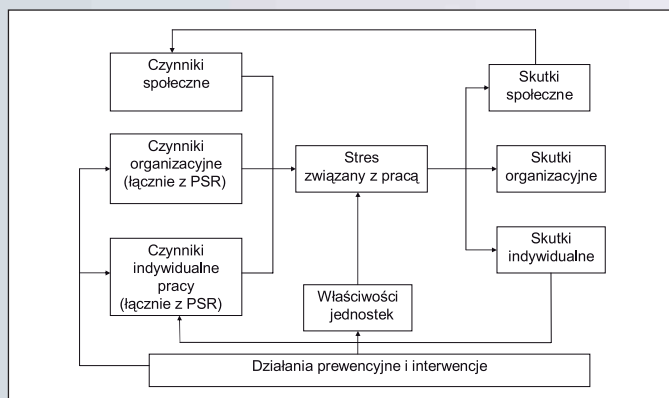 Czynniki
społeczne
Czynniki
organizacyjne
(łącznie z PSR)
Czynniki
indywidualne
pracy
(łącznie z PSR)
Stres
związany z pracą
Właściwości
jednostek
Skutki
społeczne
Skutki
organizacyjne
Skutki
indywidualne
Działania prewencyjne i interwencje